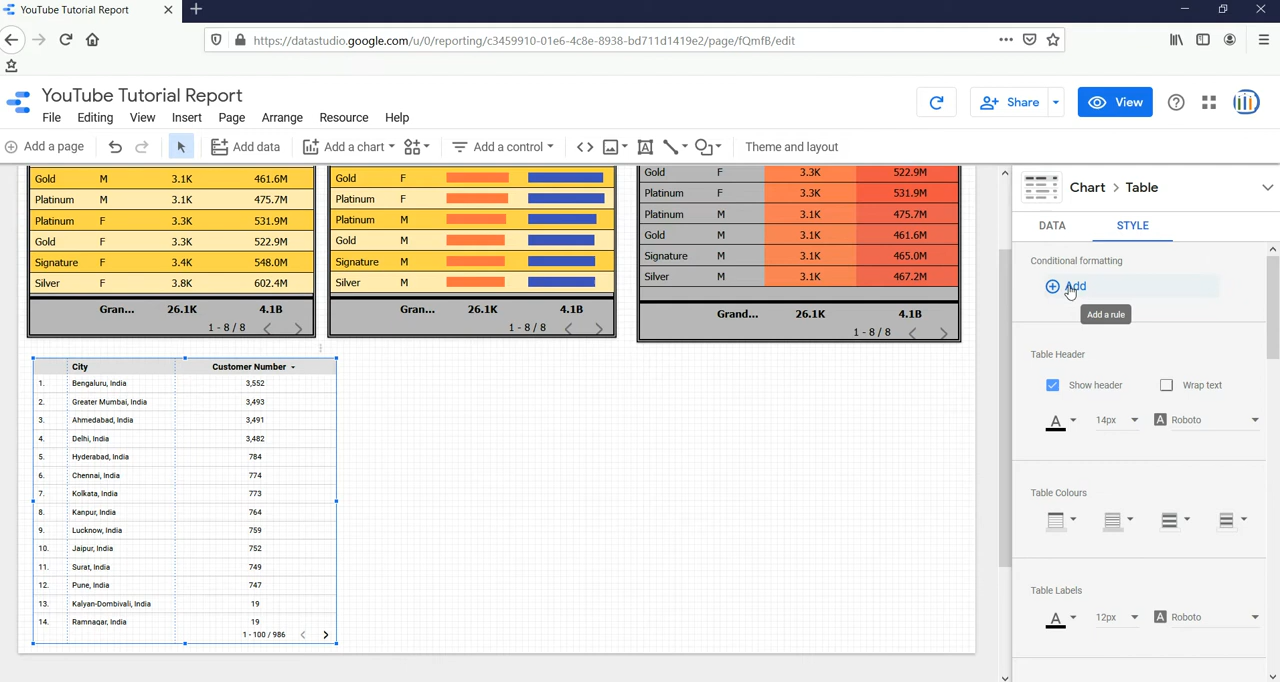 YouTube Tutorial Report
https://datastudio.google.com/u/0/reporting/c3459910-01e6-4c8e-8938-bd711d1419e2/page/fQmfB/edit
YouTube Tutorial Report
File Editing View Insert Page Arrange Resource Help
Share View
Add a page Add data Add a chart Add a control Theme and layout
Gold M 3.1K 461.6M
Platinum M 3.1K 475.7M
Platinum F 3.3K 531.9M
Gold F 3.3K 522.9M
Signature F 3.4K 548.0M
Silver F 3.8K 602.4M
Gran... 26.1K 4.1B
1 - 8 / 8
Gold F
Platinum F
Platinum M
Gold M
Signature M
Silver M
Gran... 26.1K 4.1B
1 - 8 / 8
Gold F 3.3K 522.9M
Platinum F 3.3K 531.9M
Platinum M 3.1K 475.7M
Gold M 3.1K 461.6M
Signature M 3.1K 465.0M
Silver M 3.1K 467.2M
Grand... 26.1K 4.1B
1 - 8 / 8
City Customer Number
1. Bengaluru, India 3,552
2. Greater Mumbai, India 3,493
3. Ahmedabad, India 3,491
4. Delhi, India 3,482
5. Hyderabad, India 784
6. Chennai, India 774
7. Kolkata, India 773
8. Kanpur, India 764
9. Lucknow, India 759
10. Jaipur, India 752
11. Surat, India 749
12. Pune, India 747
13. Kalyan-Dombivali, India 19
14. Ramnagar, India 19
1 - 100 / 986
Chart > Table
DATA STYLE
Conditional formatting
Add
Add a rule
Table Header
Show header Wrap text
A 14px A Roboto
Table Colours
Table Labels
A 12px A Roboto